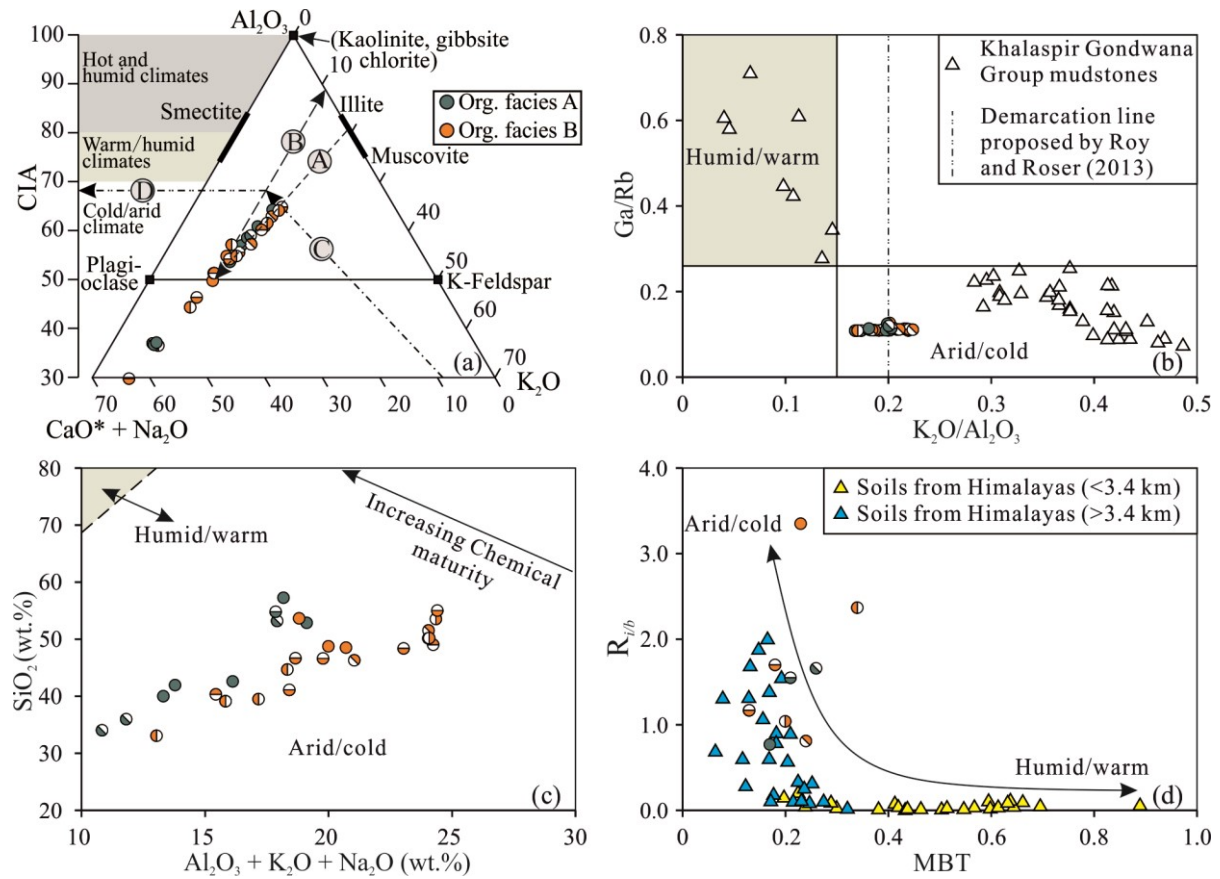 Al₂O₃
0
100
90
80
70
60
50
40
30
CIA
Hot and
humid climates
Warm/humid
climates
Cold/arid
climate
Smectite
(Kaolinite, gibbsite
chlorite)
10
Illite
Muscovite
40
50
60
70
Org. facies A
Org. facies B
B
A
D
C
Plagi-
oclase
K-Feldspar
(a)
K₂O
70 60 50 40 30 20 10 0
CaO* + Na₂O
0.8
0.6
0.4
0.2
0.0
Ga/Rb
Humid/warm
Khalaspir Gondwana
Group mudstones
Demarcation line
proposed by Roy
and Roser (2013)
Arid/cold
(b)
0 0.1 0.2 0.3 0.4 0.5
K₂O/Al₂O₃
80
70
60
50
40
30
20
SiO₂ (wt.%)
Humid/warm
Increasing Chemical
maturity
Arid/cold
(c)
10 15 20 25 30
Al₂O₃ + K₂O + Na₂O (wt.%)
4.0
3.0
2.0
1.0
0.0
R i/b
Soils from Himalayas (<3.4 km)
Soils from Himalayas (>3.4 km)
Arid/cold
Humid/warm
(d)
0.0 0.2 0.4 0.6 0.8 1.0
MBT